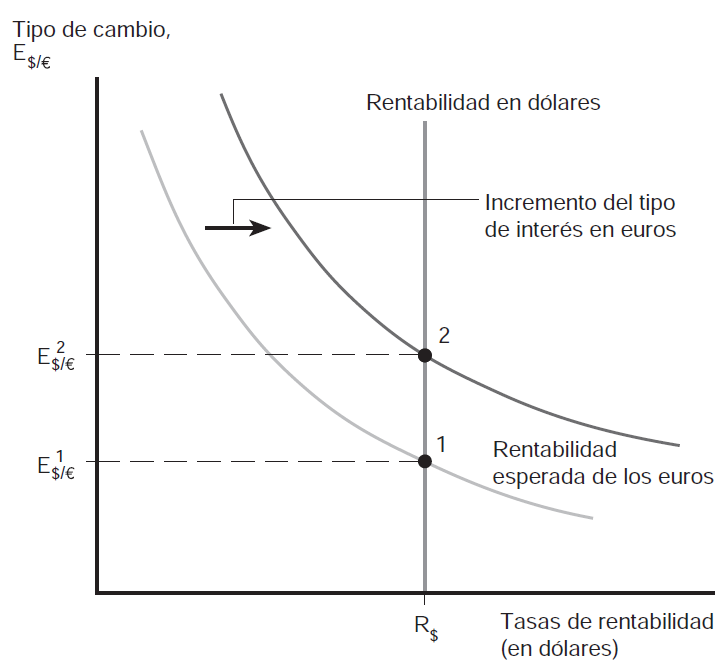 Tipo de cambio,
E$/€
Rentabilidad en dólares
Incremento del tipo
de interés en euros
2
E²$/€
1
E¹$/€
Rentabilidad
esperada de los euros
R$
Tasas de rentabilidad
(en dólares)